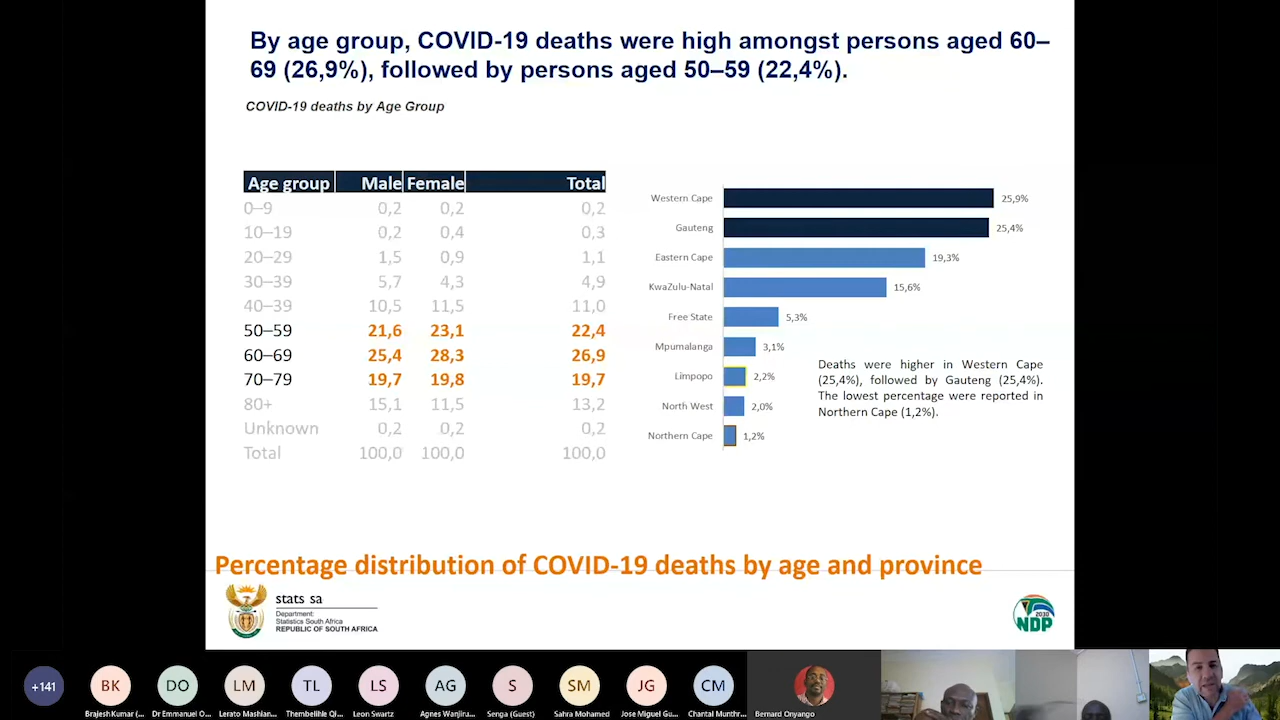 By age group, COVID-19 deaths were high amongst persons aged 60–
69 (26,9%), followed by persons aged 50–59 (22,4%).
COVID-19 deaths by Age Group
Age group Male Female Total
0–9 0,2 0,2 0,2
10–19 0,2 0,4 0,3
20–29 1,5 0,9 1,1
30–39 5,7 4,3 4,9
40–39 10,5 11,5 11,0
50–59 21,6 23,1 22,4
60–69 25,4 28,3 26,9
70–79 19,7 19,8 19,7
80+ 15,1 11,5 13,2
Unknown 0,2 0,2 0,2
Total 100,0 100,0 100,0
Western Cape 25,9%
Gauteng 25,4%
Eastern Cape 19,3%
KwaZulu-Natal 15,6%
Free State 5,3%
Mpumalanga 3,1%
Limpopo 2,2%
North West 2,0%
Northern Cape 1,2%
Deaths were higher in Western Cape
(25,4%), followed by Gauteng (25,4%).
The lowest percentage were reported in
Northern Cape (1,2%).
Percentage distribution of COVID-19 deaths by age and province
stats sa
Department:
Statistics South Africa
REPUBLIC OF SOUTH AFRICA
2030
NDP
+141 BK DO LM TL LS AG S SM JG CM
Brajesh Kumar (... Dr Emmanuel O... Lerato Mashian... Thembelihle Qi... Leon Swartz Agnes Wanjiru... Senga (Guest) Sahra Mohamed Jose Miguel Gu... Chantal Munthr... Bernard Onyango